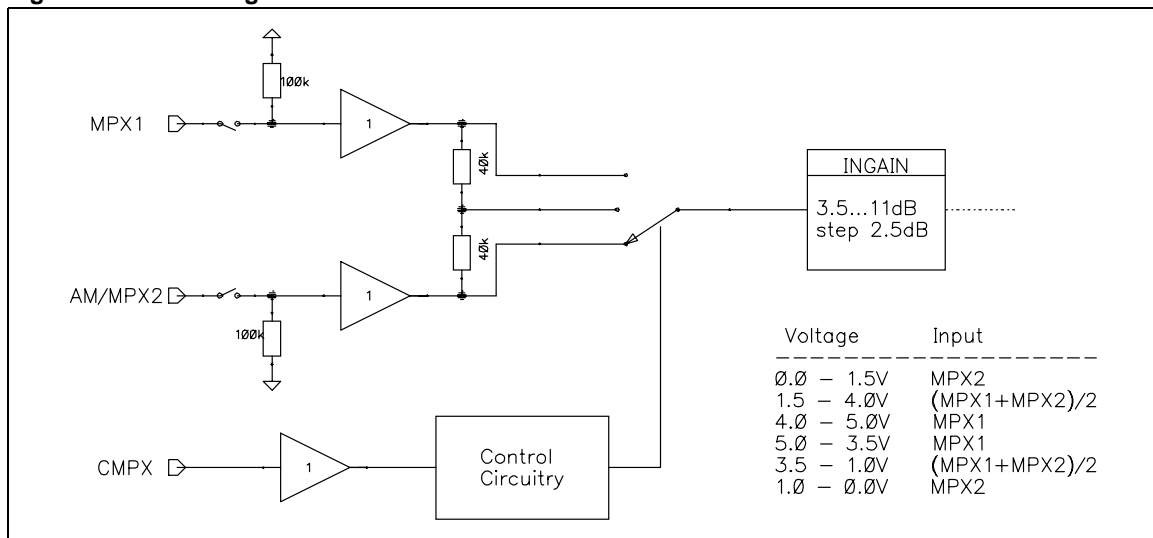 100k
MPX1
1
40k
INGAIN
3.5...11dB
step 2.5dB
40k
AM/MPX2
1
100k
Voltage Input
0.0 - 1.5V MPX2
1.5 - 4.0V (MPX1+MPX2)/2
4.0 - 5.0V MPX1
5.0 - 3.5V MPX1
3.5 - 1.0V (MPX1+MPX2)/2
1.0 - 0.0V MPX2
CMPX
1
Control
Circuitry